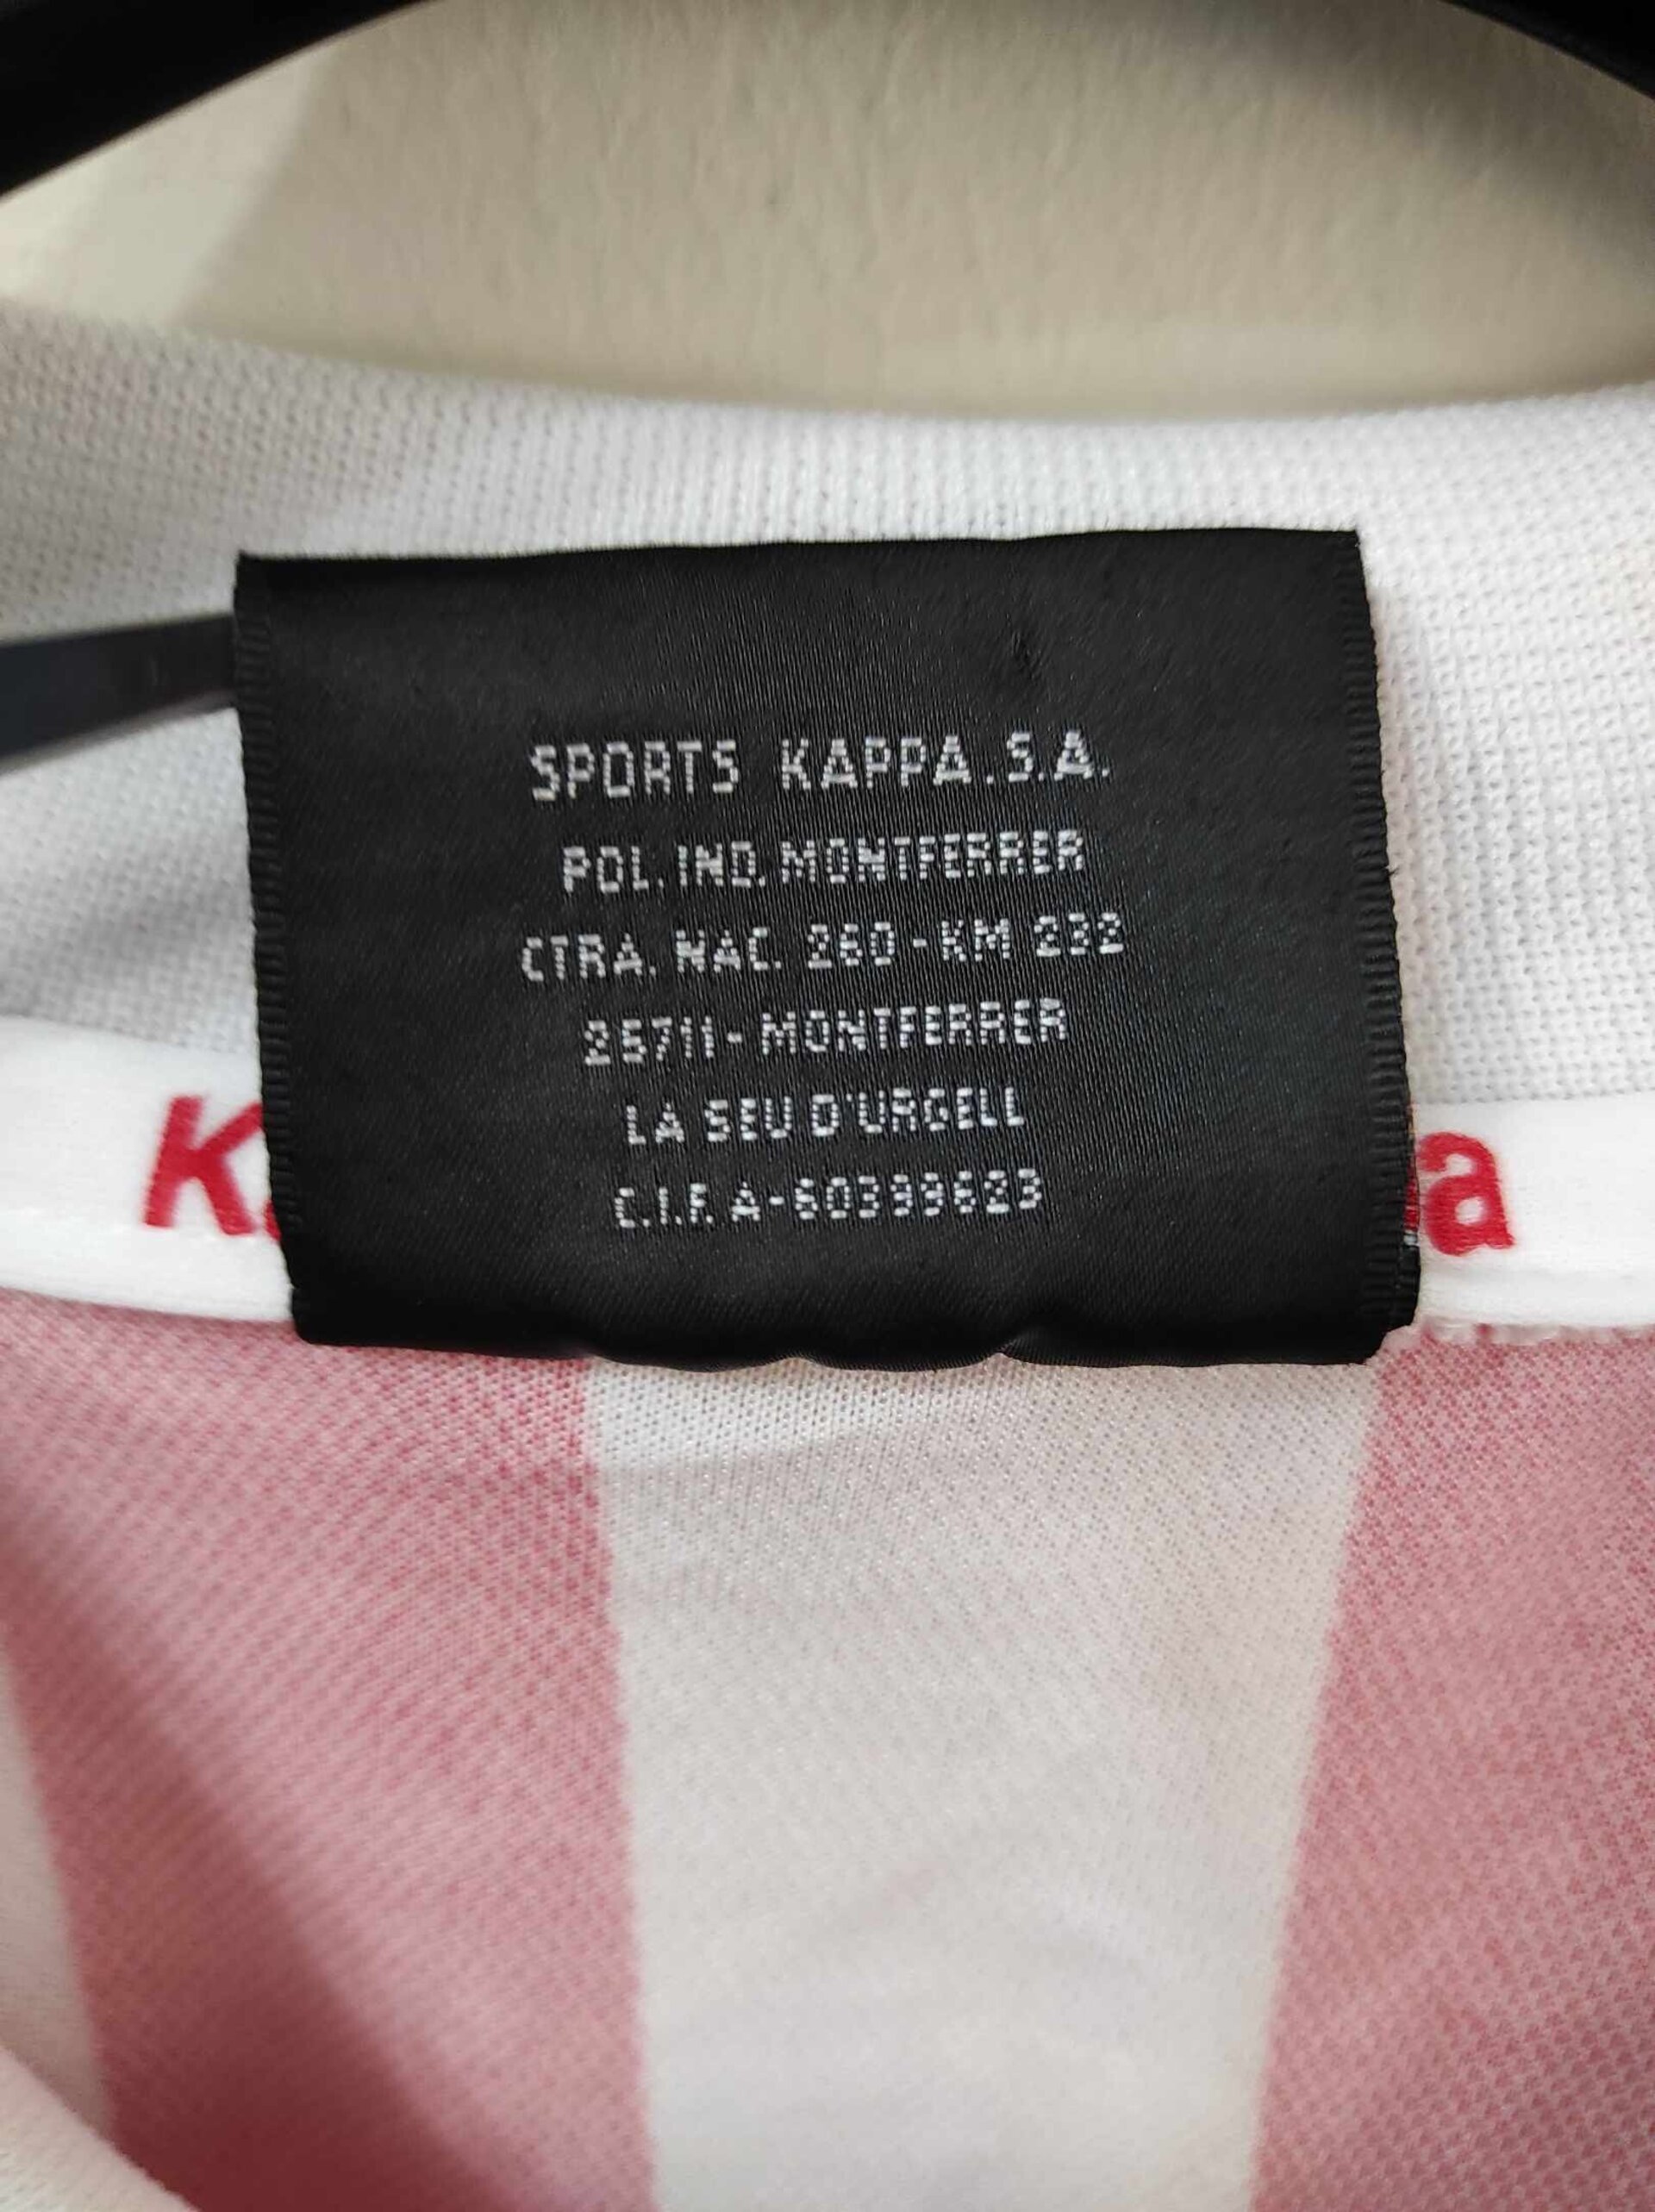 SPORTS KAPPA.S.A.
POL.IND.MONTFERRER
CTRA. NAC. 260-KM 232
25711-MONTFERRER
LA SEU D'URGELL
C.I.F. A-60399623